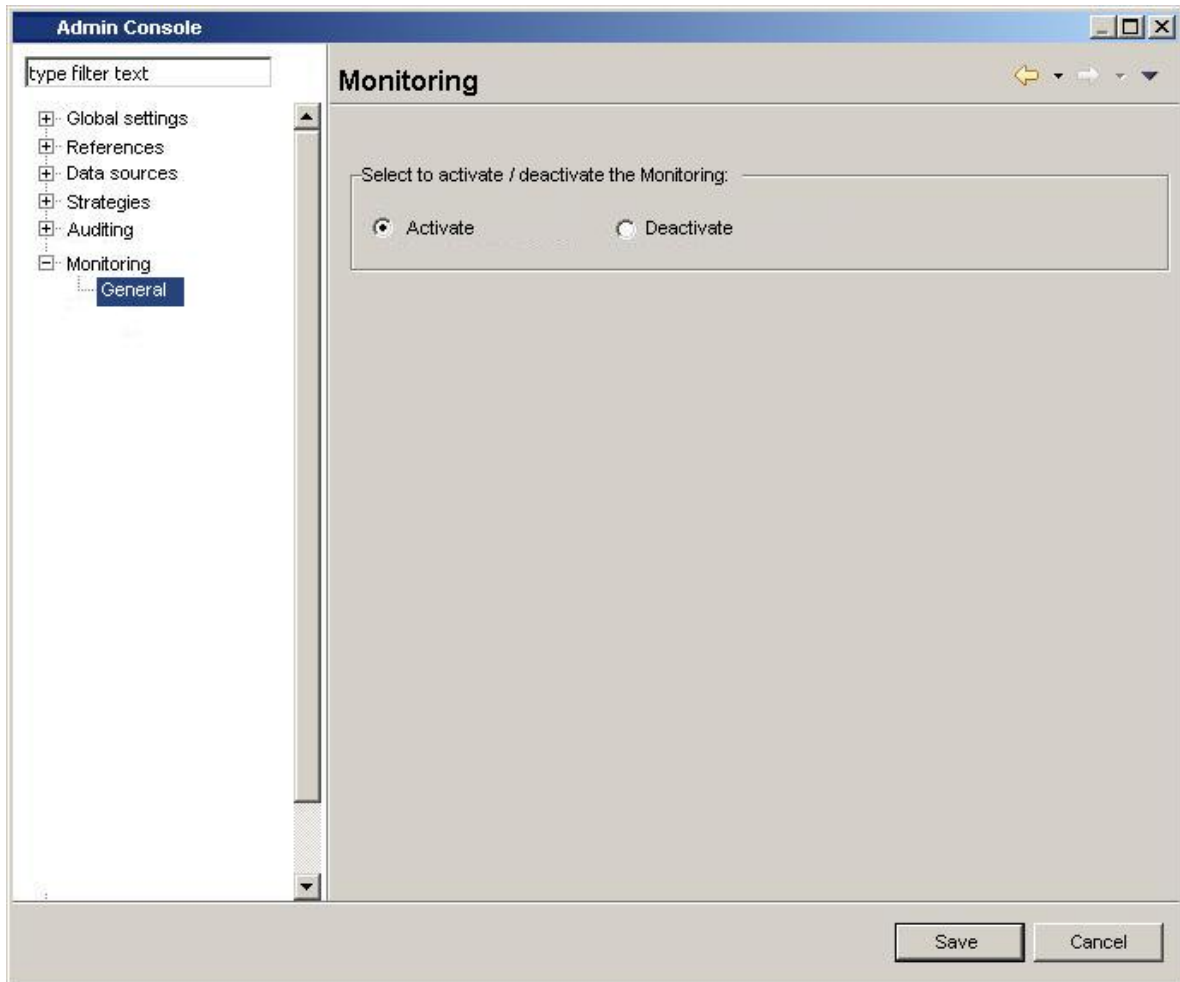 Admin Console
type filter text
Global settings
References
Data sources
Strategies
Auditing
Monitoring
General
Monitoring
Select to activate / deactivate the Monitoring:
Activate Deactivate
Save Cancel